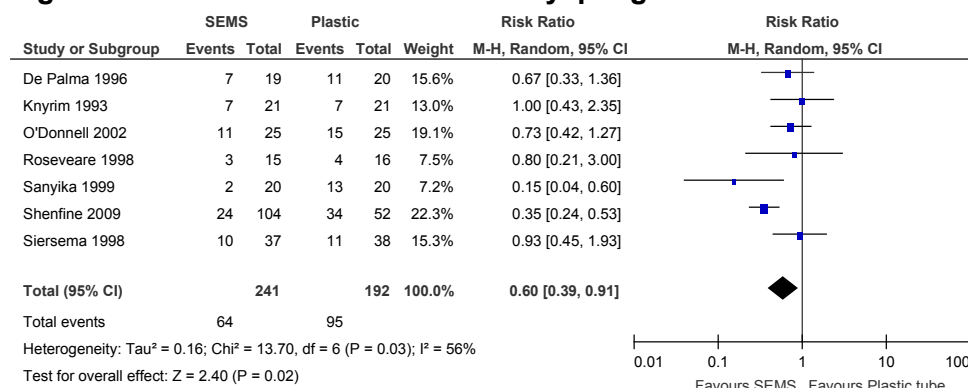 SEMS Plastic Risk Ratio Risk Ratio
Study or Subgroup Events Total Events Total Weight M-H, Random, 95% CI M-H, Random, 95% CI
De Palma 1996 7 19 11 20 15.6% 0.67 [0.33, 1.36]
Knyrim 1993 7 21 7 21 13.0% 1.00 [0.43, 2.35]
O'Donnell 2002 11 25 15 25 19.1% 0.73 [0.42, 1.27]
Roseveare 1998 3 15 4 16 7.5% 0.80 [0.21, 3.00]
Sanyika 1999 2 20 13 20 7.2% 0.15 [0.04, 0.60]
Shenfine 2009 24 104 34 52 22.3% 0.35 [0.24, 0.53]
Siersema 1998 10 37 11 38 15.3% 0.93 [0.45, 1.93]
Total (95% CI) 241 192 100.0% 0.60 [0.39, 0.91]
Total events 64 95
Heterogeneity: Tau² = 0.16; Chi² = 13.70, df = 6 (P = 0.03); I² = 56%
Test for overall effect: Z = 2.40 (P = 0.02)
0.01 0.1 1 10 100
Favours SEMS Favours Plastic tube